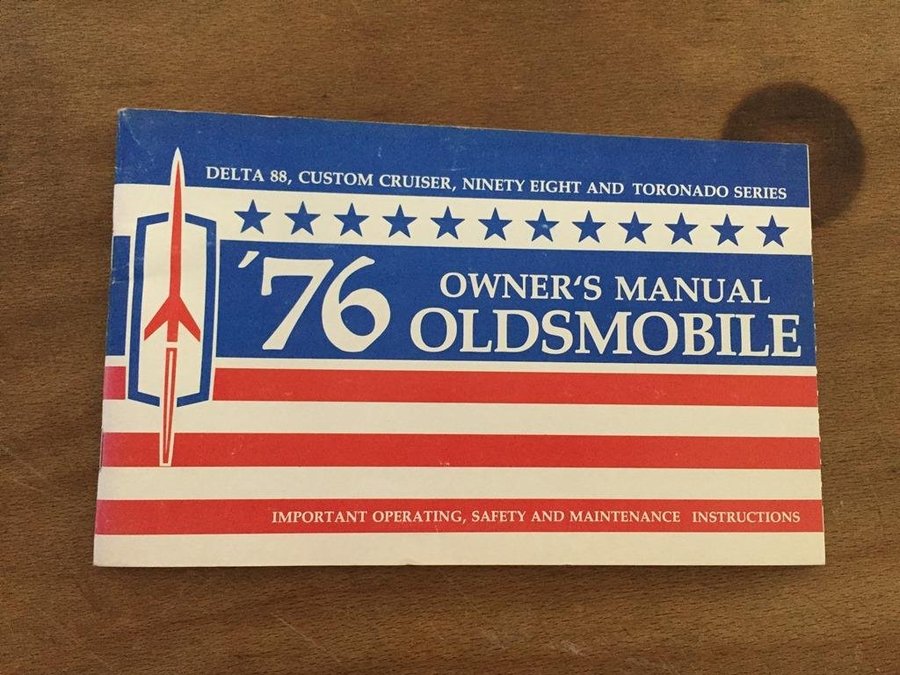 DELTA 88, CUSTOM CRUISER, NINETY EIGHT AND TORONADO SERIES
'76
OWNER'S MANUAL
OLDSMOBILE
IMPORTANT OPERATING, SAFETY AND MAINTENANCE INSTRUCTIONS